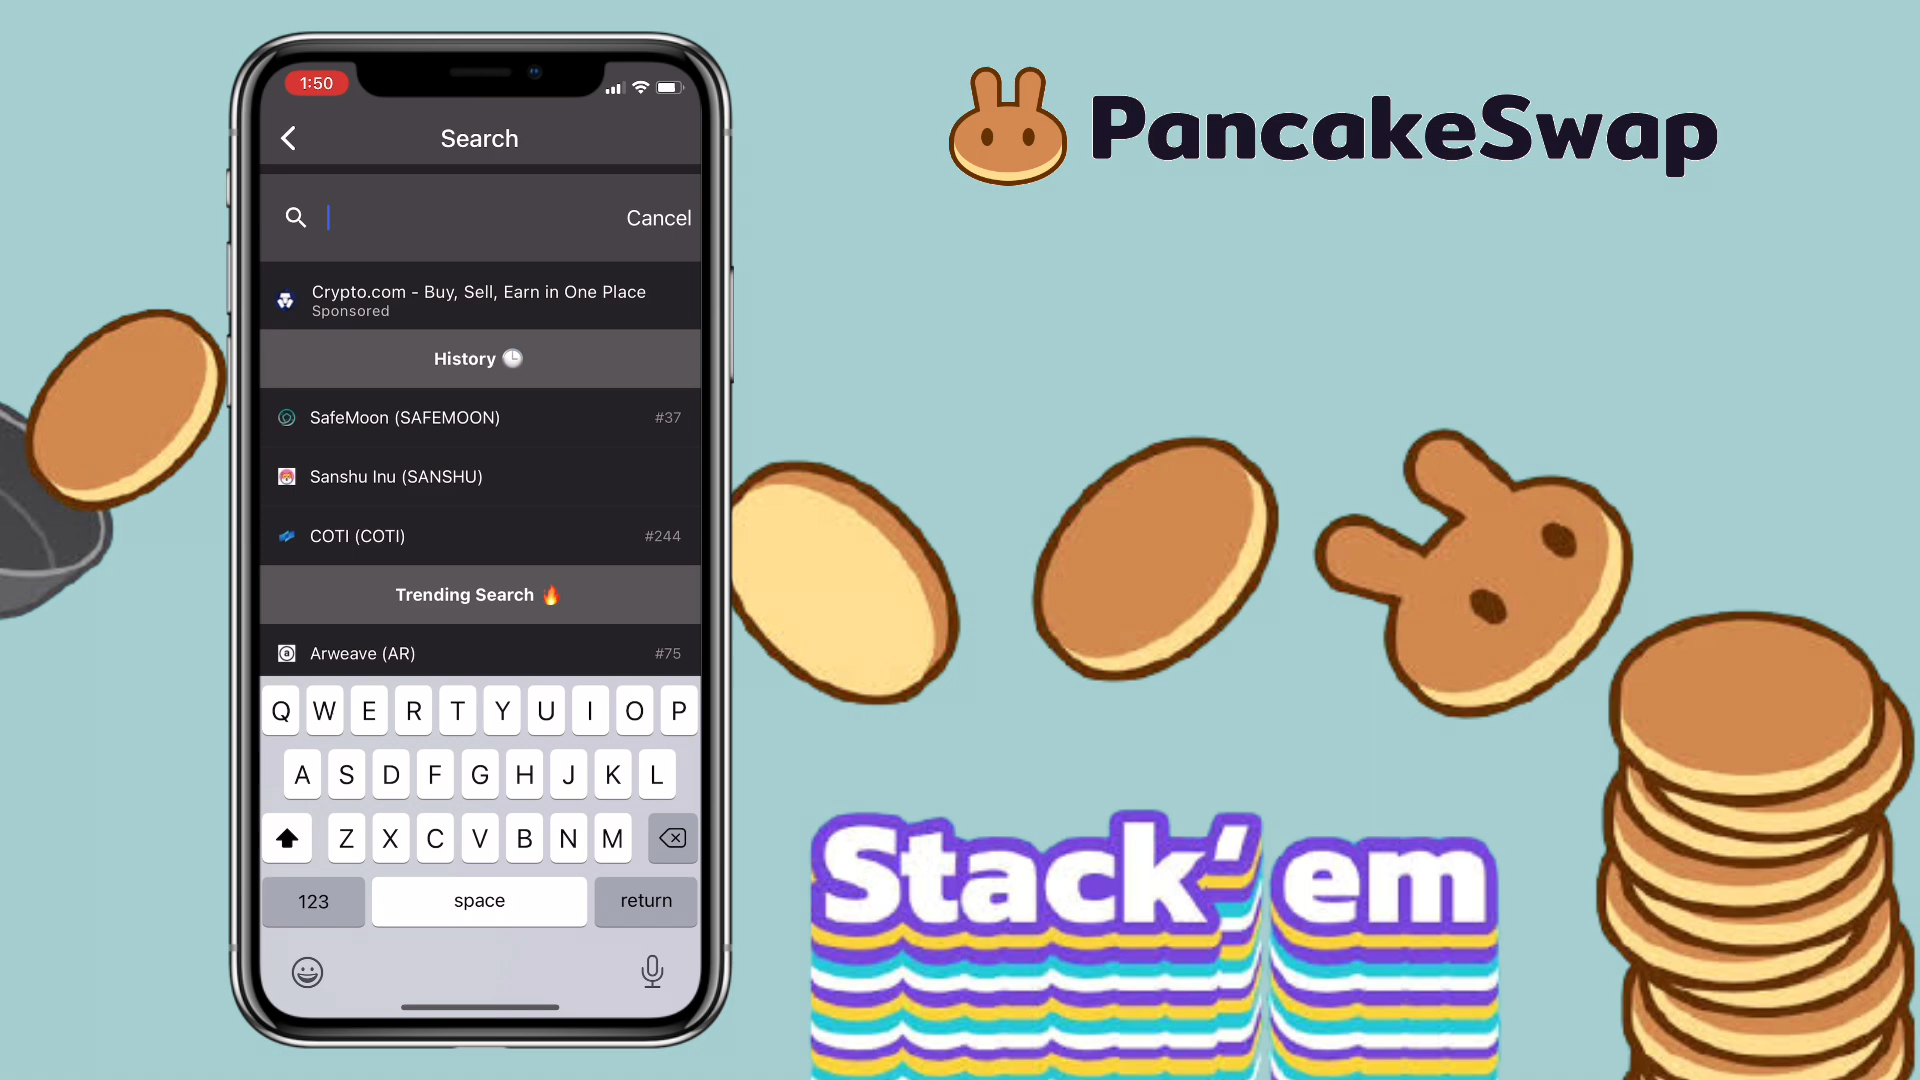 1:50
Search
Cancel
Crypto.com - Buy, Sell, Earn in One Place
Sponsored
History
SafeMoon (SAFEMOON) #37
Sanshu Inu (SANSHU)
COTI (COTI) #244
Trending Search
Arweave (AR) #75
Q W E R T Y U I O P
A S D F G H J K L
Z X C V B N M
123 space return
PancakeSwap
Stack' em